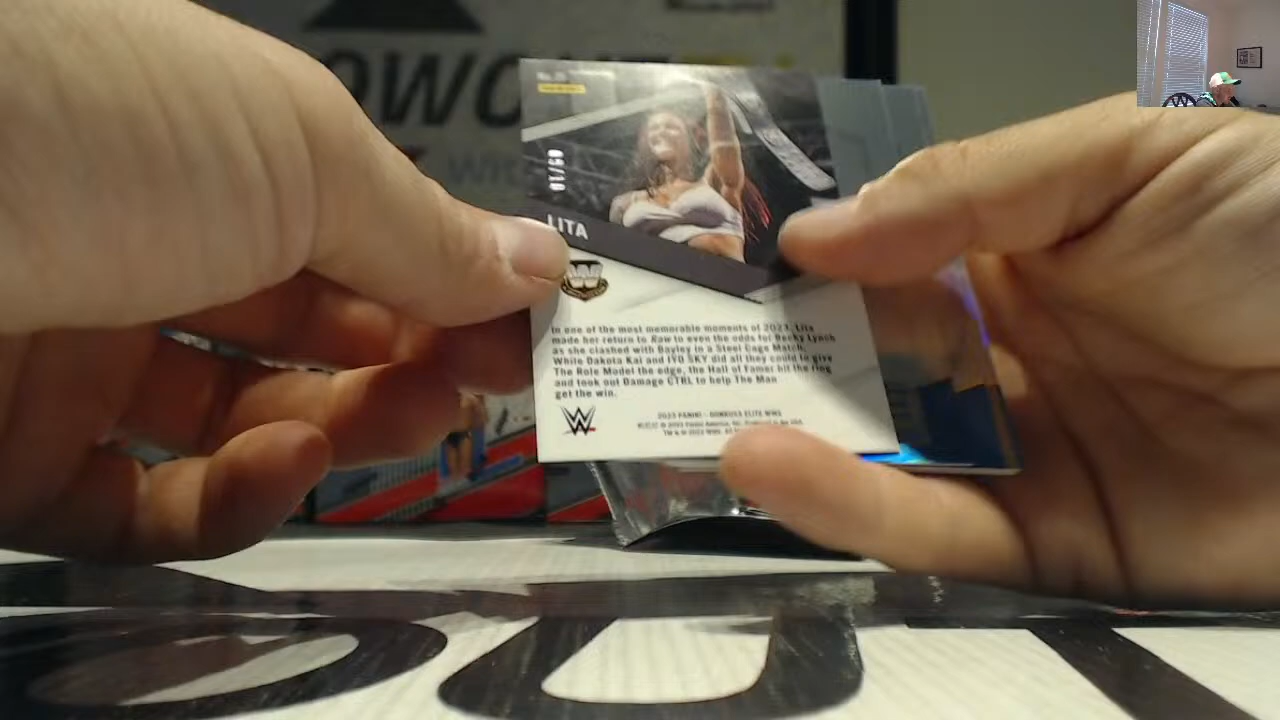 OWOU
Wit
LITA
In one of the most memorable moments of 2023, Lita
made her return to Raw to even the odds for Becky Lynch
as she clashed with Bayley in a Steel Cage Match.
While Dakota Kai and IYO SKY did all they could to give
The Role Model the edge, the Hall of Famer hit the ring
and took out Damage CTRL to help The Man
get the win.
W
2023 PANINI - DONRUSS ELITE WWE